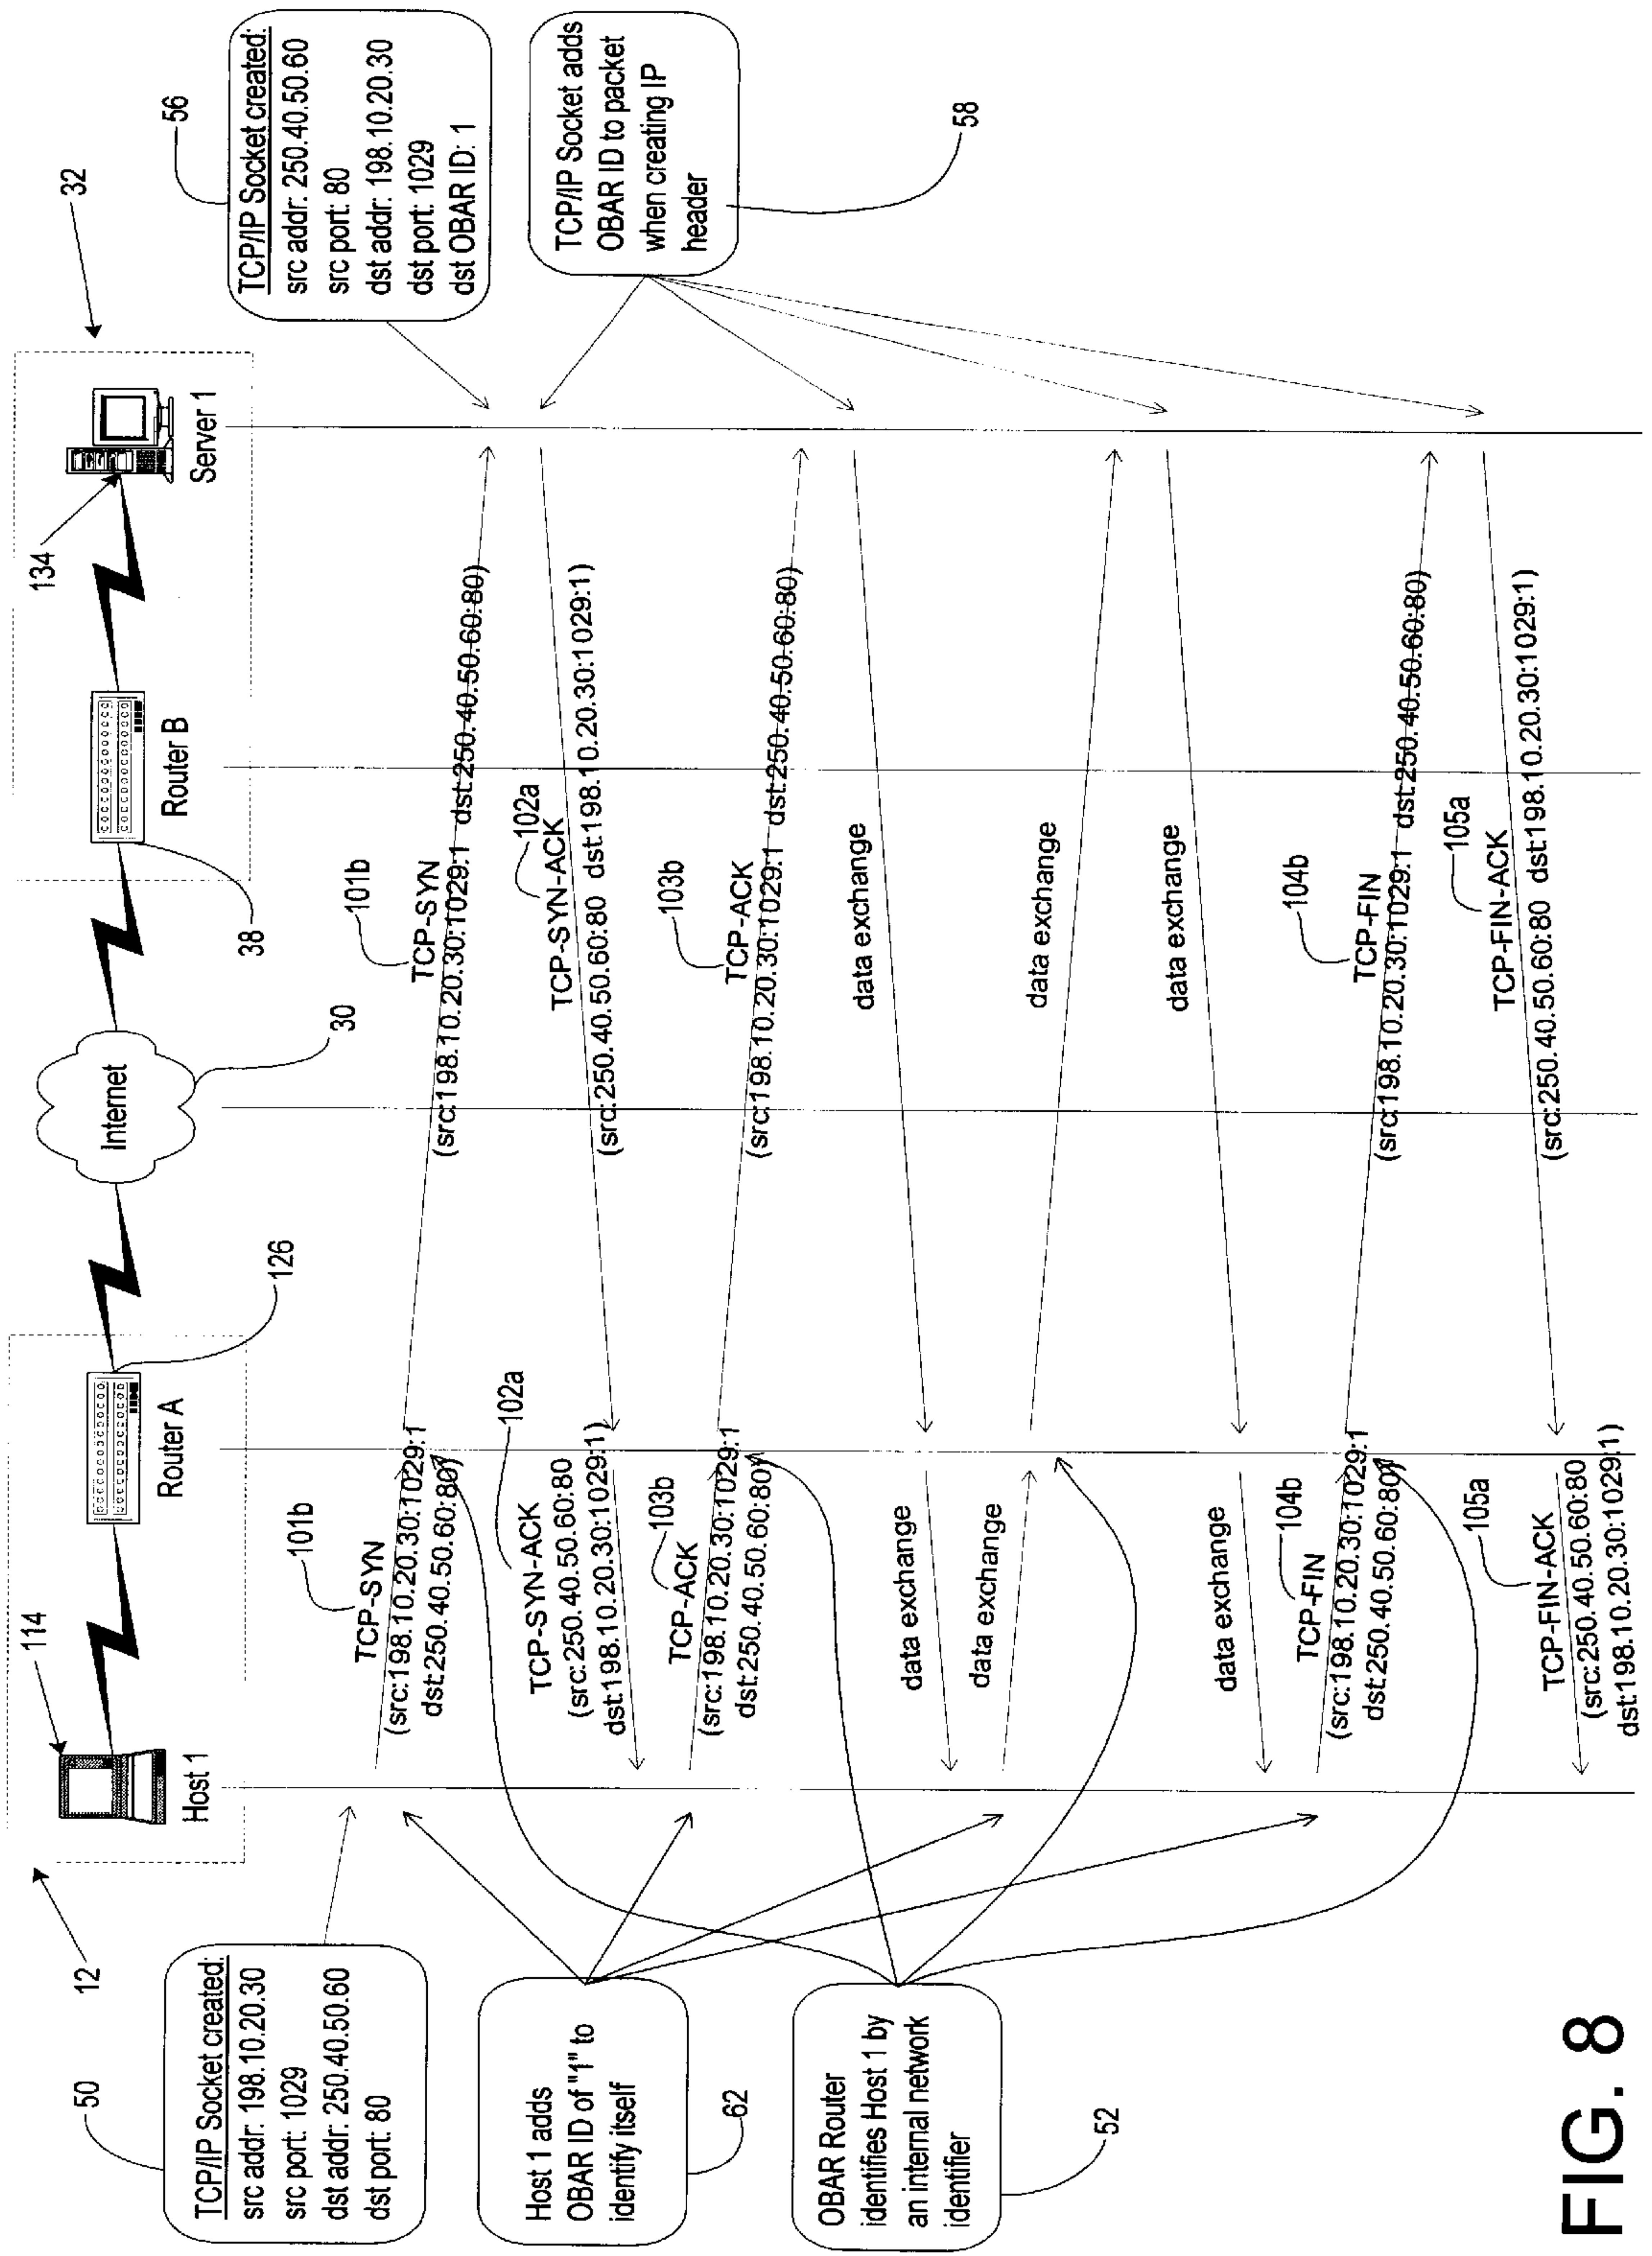 12
114
Host 1
Router A
126
Internet
30
Router B
38
134
Server 1
32
50
TCP/IP Socket created:
src addr: 198.10.20.30
src port: 1029
dst addr: 250.40.50.60
dst port: 80
Host 1 adds
OBAR ID of "1" to
identify itself
62
OBAR Router
identifies Host 1 by
an internal network
identifier
52
56
TCP/IP Socket created:
src addr: 250.40.50.60
src port: 80
dst addr: 198.10.20.30
dst port: 1029
dst OBAR ID: 1
TCP/IP Socket adds
OBAR ID to packet
when creating IP
header
58
101b
TCP-SYN
(src:198.10.20.30:1029:1
dst:250.40.50.60:80)
101b
TCP-SYN
(src:198.10.20.30:1029:1 dst:250.40.50.60:80)
102a
TCP-SYN-ACK
(src:250.40.50.60:80
dst:198.10.20.30:1029:1)
102a
TCP-SYN-ACK
(src:250.40.50.60:80 dst:198.10.20.30:1029:1)
103b
TCP-ACK
(src:198.10.20.30:1029:1
dst:250.40.50.60:80)
103b
TCP-ACK
(src:198.10.20.30:1029:1 dst:250.40.50.60:80)
data exchange
data exchange
data exchange
data exchange
data exchange
data exchange
104b
TCP-FIN
(src:198.10.20.30:1029:1
dst:250.40.50.60:80)
104b
TCP-FIN
(src:198.10.20.30:1029:1 dst:250.40.50.60:80)
105a
TCP-FIN-ACK
(src:250.40.50.60:80
dst:198.10.20.30:1029:1)
105a
TCP-FIN-ACK
(src:250.40.50.60:80 dst:198.10.20.30:1029:1)
FIG. 8